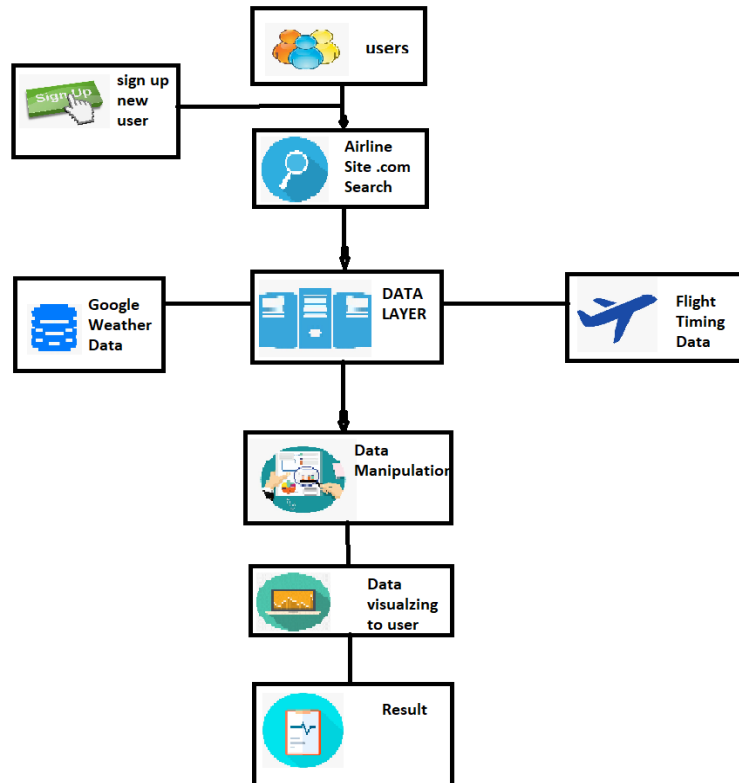 users
sign up
new
user
Sign Up
Airline
Site .com
Search
Google
Weather
Data
DATA
LAYER
Flight
Timing
Data
Data
Manipulation
Data
visualzing
to user
Result